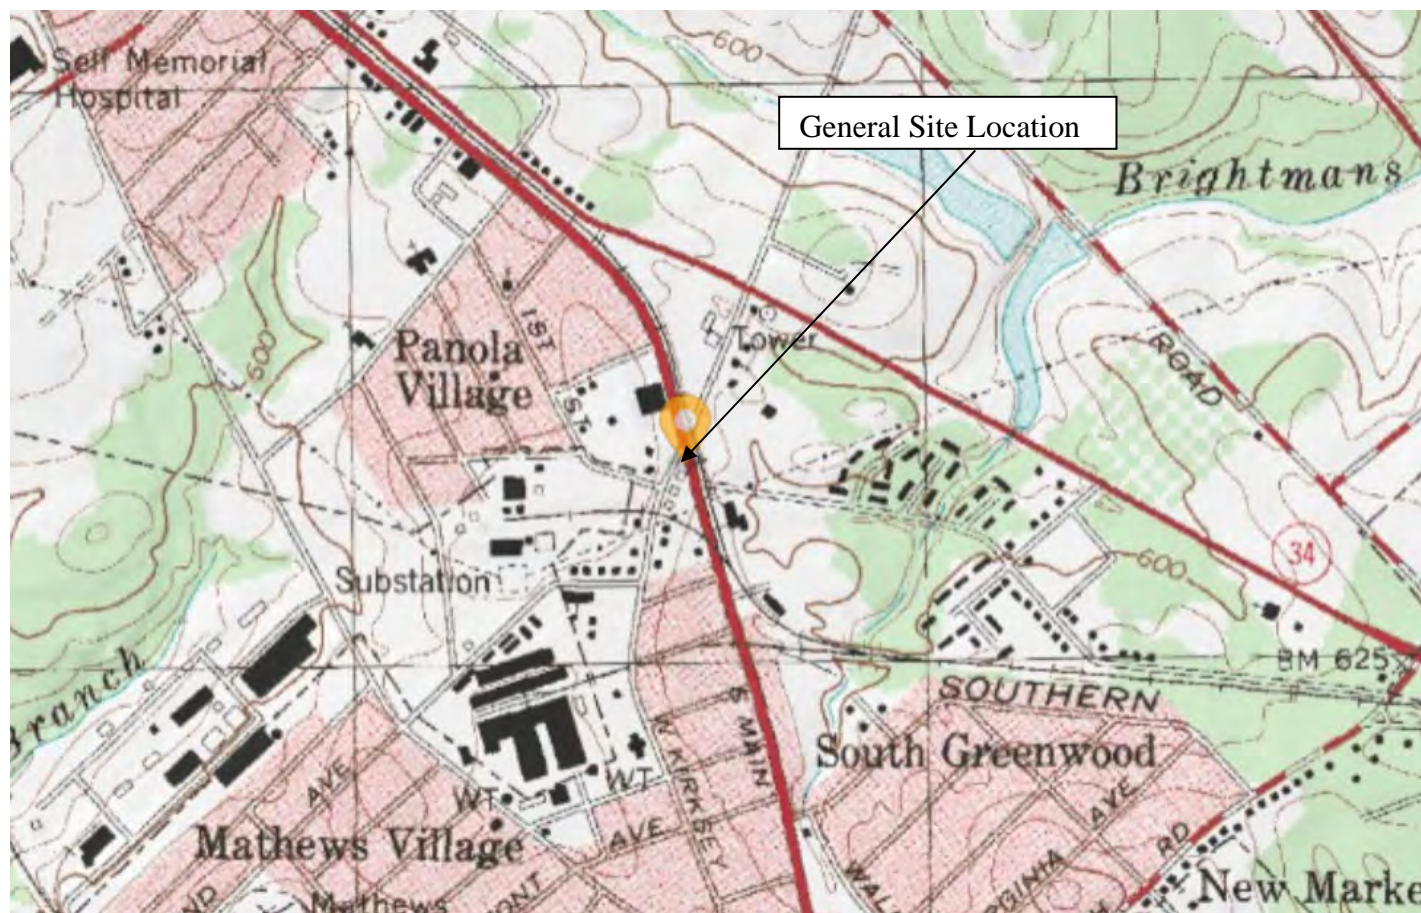 600
Self Memorial
Hospital
General Site Location
Brightmans
Tower
1ST
ST
Panola
Village
600
ROAD
34
600
Substation
Branch
BM 625
SOUTHERN
South Greenwood
S MAIN
N KIRKSEY
WT
WT
AVE
AVE
AVE
RD
Mathews Village
New Marke
Mathews